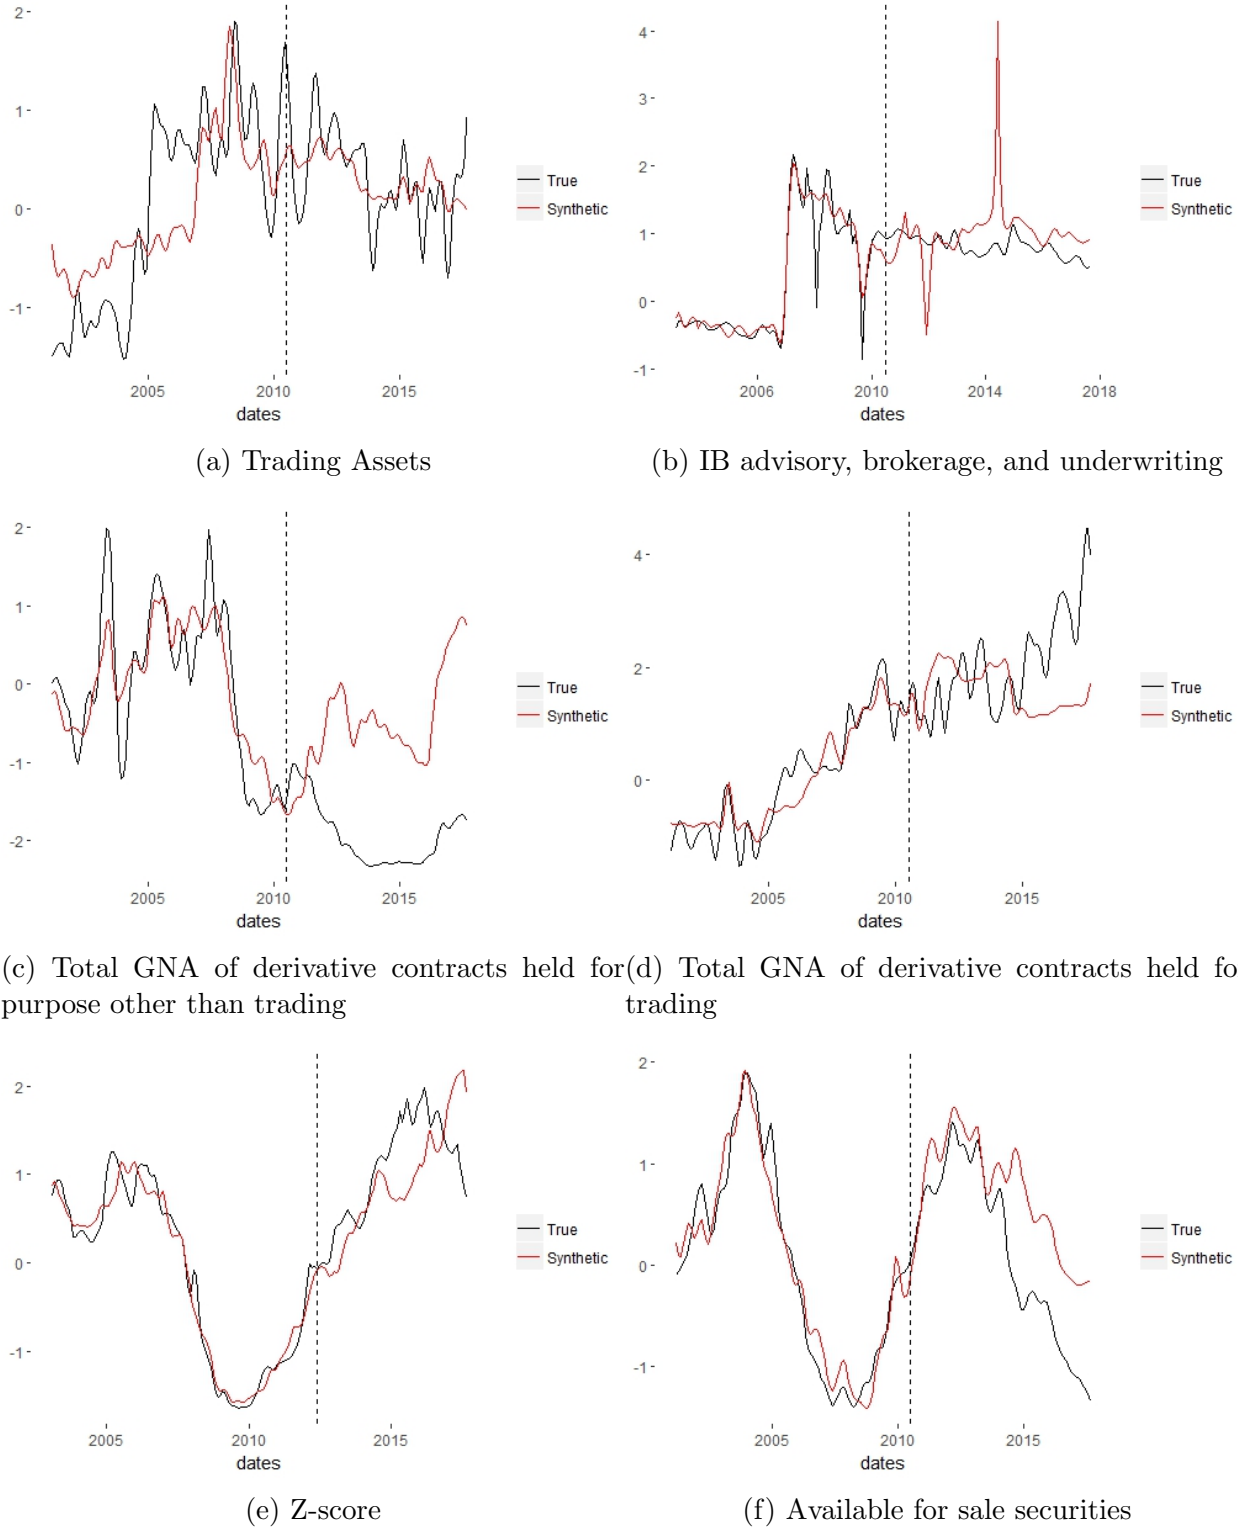 2
1
0
-1
2005
2010
2015
dates
True
Synthetic
(a) Trading Assets
4
3
2
1
0
-1
2006
2010
2014
2018
dates
True
Synthetic
(b) IB advisory, brokerage, and underwriting
2
1
0
-1
-2
2005
2010
2015
dates
True
Synthetic
(c) Total GNA of derivative contracts held for
purpose other than trading
4
2
0
2005
2010
2015
dates
True
Synthetic
(d) Total GNA of derivative contracts held fo
trading
2
1
0
-1
2005
2010
2015
dates
True
Synthetic
(e) Z-score
2
1
0
-1
2005
2010
2015
dates
True
Synthetic
(f) Available for sale securities